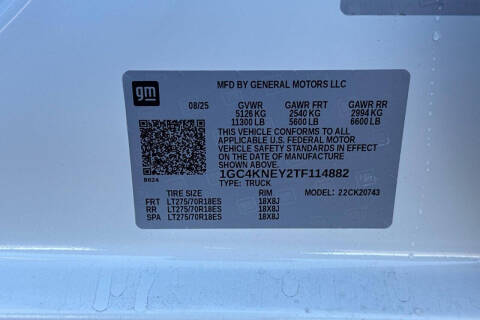 gm
MFD BY GENERAL MOTORS LLC
08/25 GVWR GAWR FRT GAWR RR
5126 KG 2540 KG 2994 KG
11300 LB 5600 LB 6600 LB
THIS VEHICLE CONFORMS TO ALL
APPLICABLE U.S. FEDERAL MOTOR
VEHICLE SAFETY STANDARDS IN EFFECT
ON THE DATE OF MANUFACTURE
SHOWN ABOVE.
1GC4KNEY2TF114882
TYPE: TRUCK
TIRE SIZE RIM MODEL: 22CK20743
FRT LT275/70R18ES 18X8J
RR LT275/70R18ES 18X8J
SPA LT275/70R18ES 18X8J